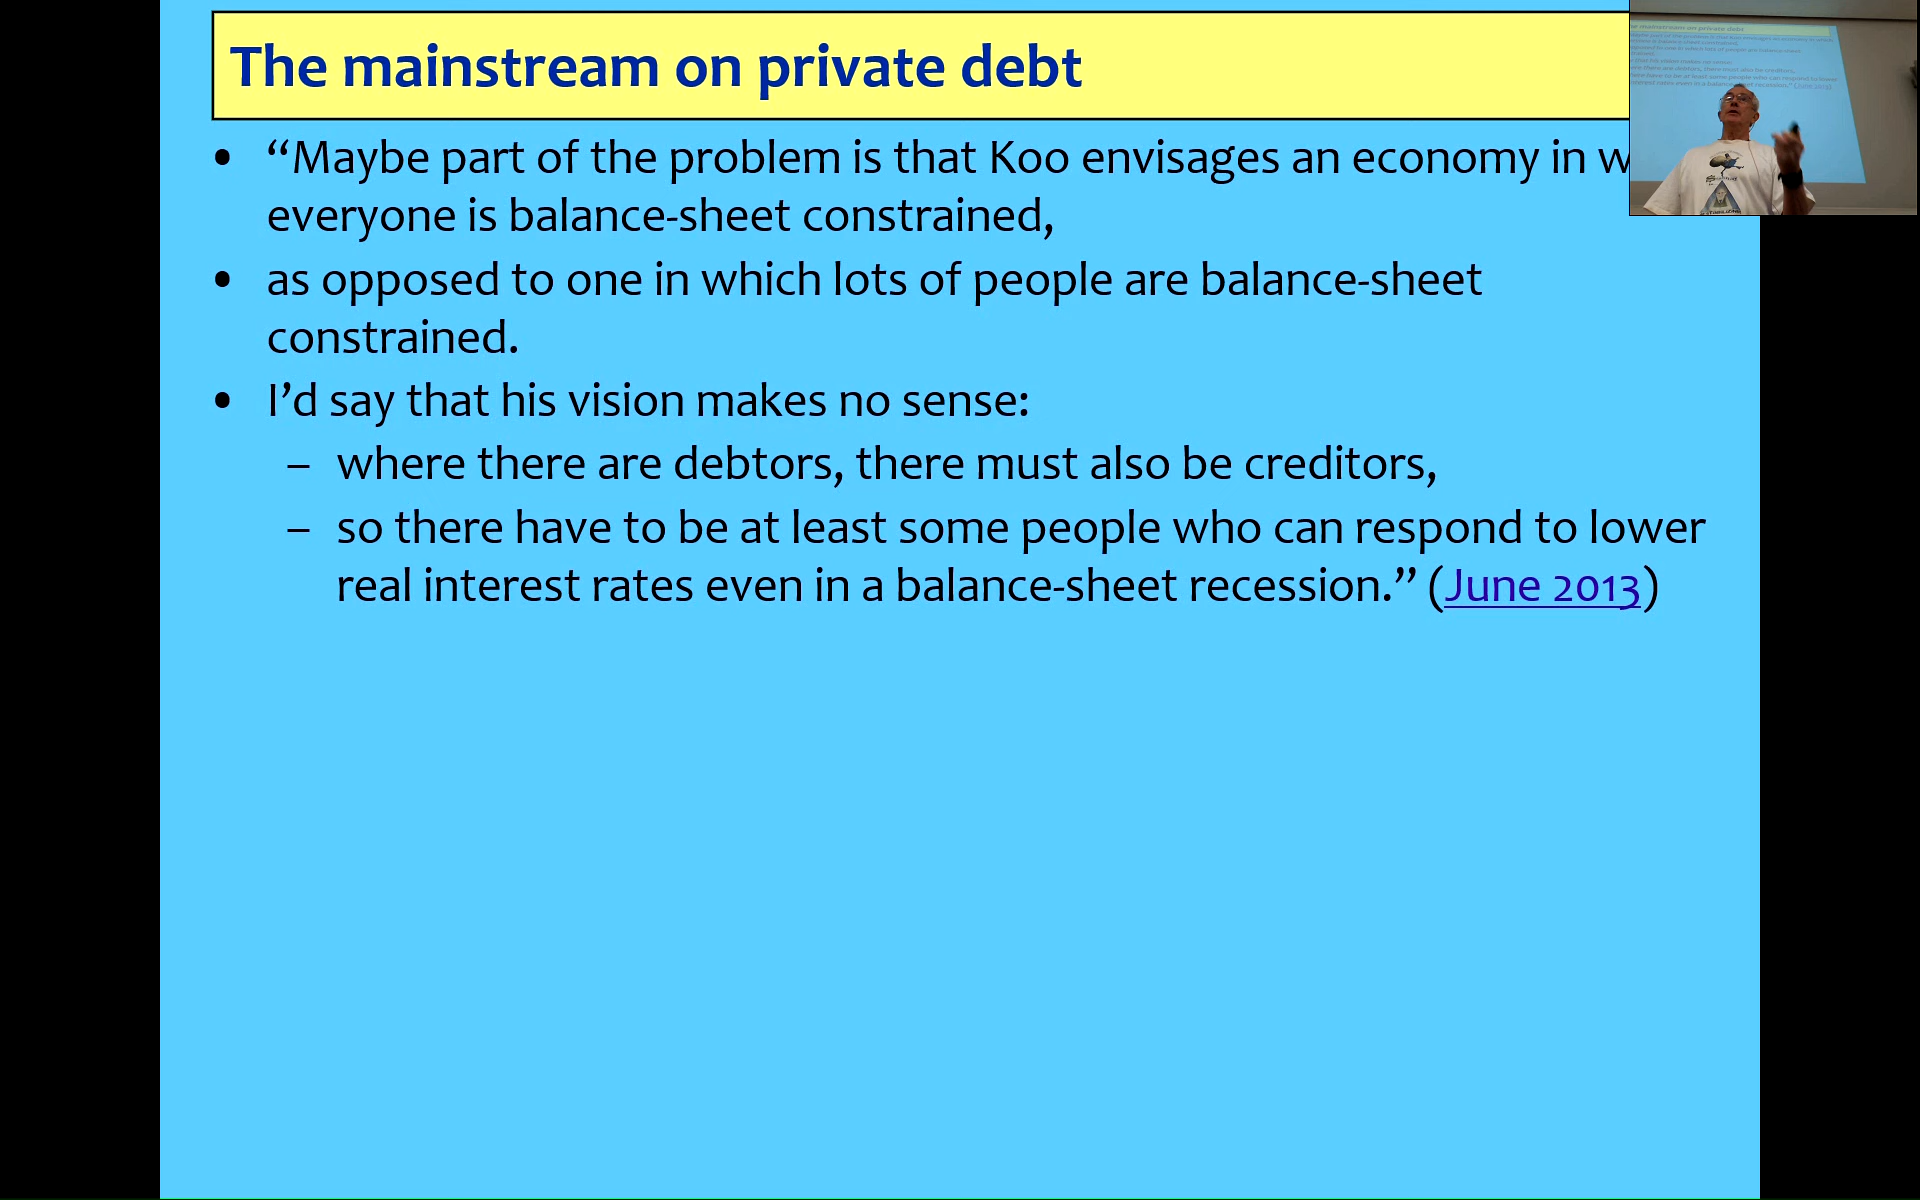 The mainstream on private debt
• “Maybe part of the problem is that Koo envisages an economy in w
everyone is balance-sheet constrained,
• as opposed to one in which lots of people are balance-sheet
constrained.
• I’d say that his vision makes no sense:
– where there are debtors, there must also be creditors,
– so there have to be at least some people who can respond to lower
real interest rates even in a balance-sheet recession.” (June 2013)